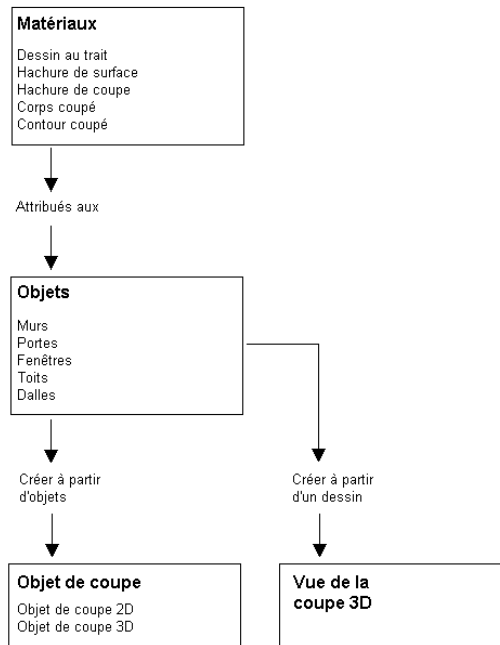 Matériaux
Dessin au trait
Hachure de surface
Hachure de coupe
Corps coupé
Contour coupé
Attribués aux
Objets
Murs
Portes
Fenêtres
Toits
Dalles
Créer à partir
d'objets
Créer à partir
d'un dessin
Objet de coupe
Objet de coupe 2D
Objet de coupe 3D
Vue de la
coupe 3D